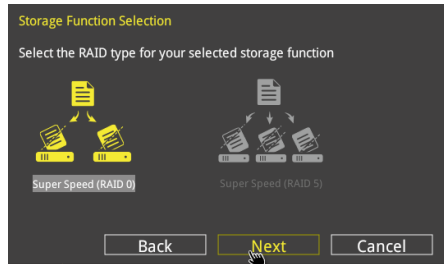 Storage Function Selection
Select the RAID type for your selected storage function
Super Speed (RAID 0)
Super Speed (RAID 5)
Back
Next
Cancel